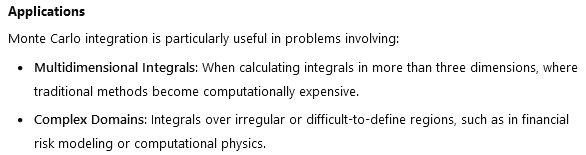 Applications
Monte Carlo integration is particularly useful in problems involving:
• Multidimensional Integrals: When calculating integrals in more than three dimensions, where
traditional methods become computationally expensive.
• Complex Domains: Integrals over irregular or difficult-to-define regions, such as in financial
risk modeling or computational physics.